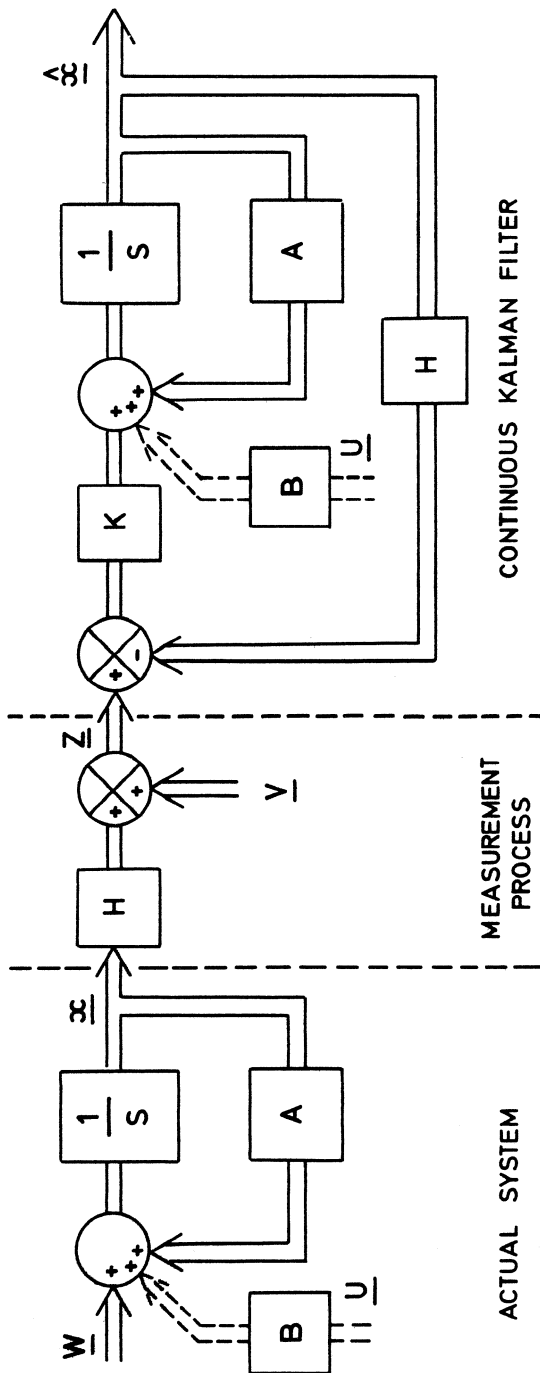 W
+
+
+
1
S
x
H
+
+
Z
+
-
K
+
+
+
1
S
x̂
B
U
A
V
B
U
A
H
ACTUAL SYSTEM
MEASUREMENT
PROCESS
CONTINUOUS KALMAN FILTER